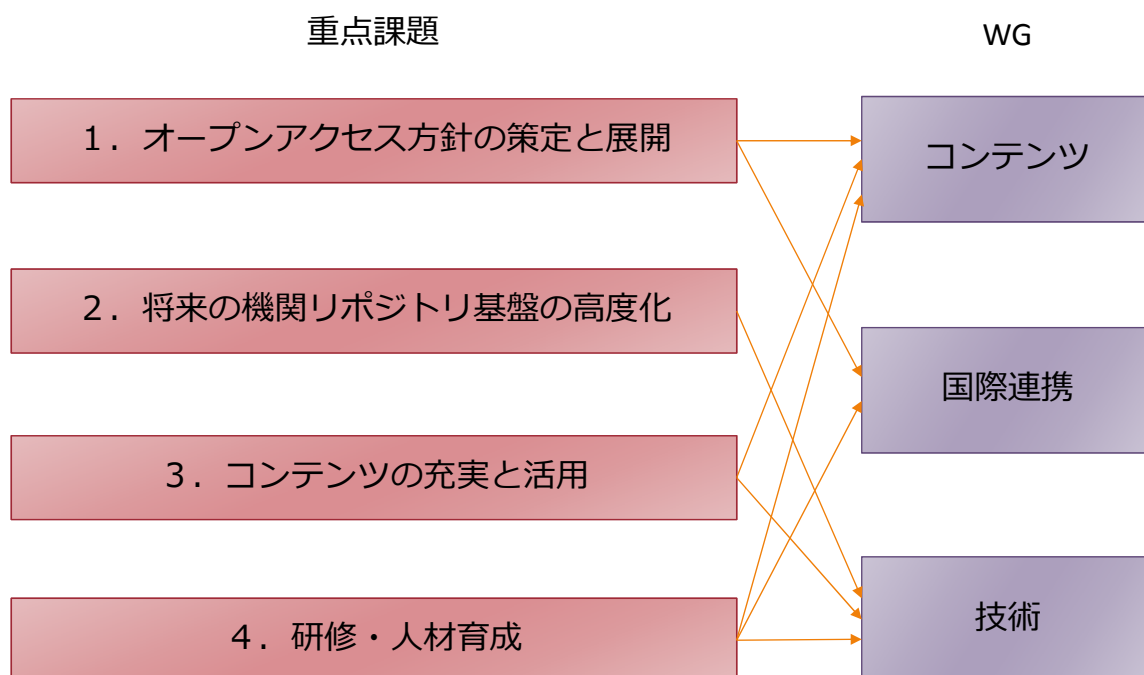 重点課題
WG
１．オープンアクセス方針の策定と展開
コンテンツ
２．将来の機関リポジトリ基盤の高度化
国際連携
３．コンテンツの充実と活用
技術
４．研修・人材育成